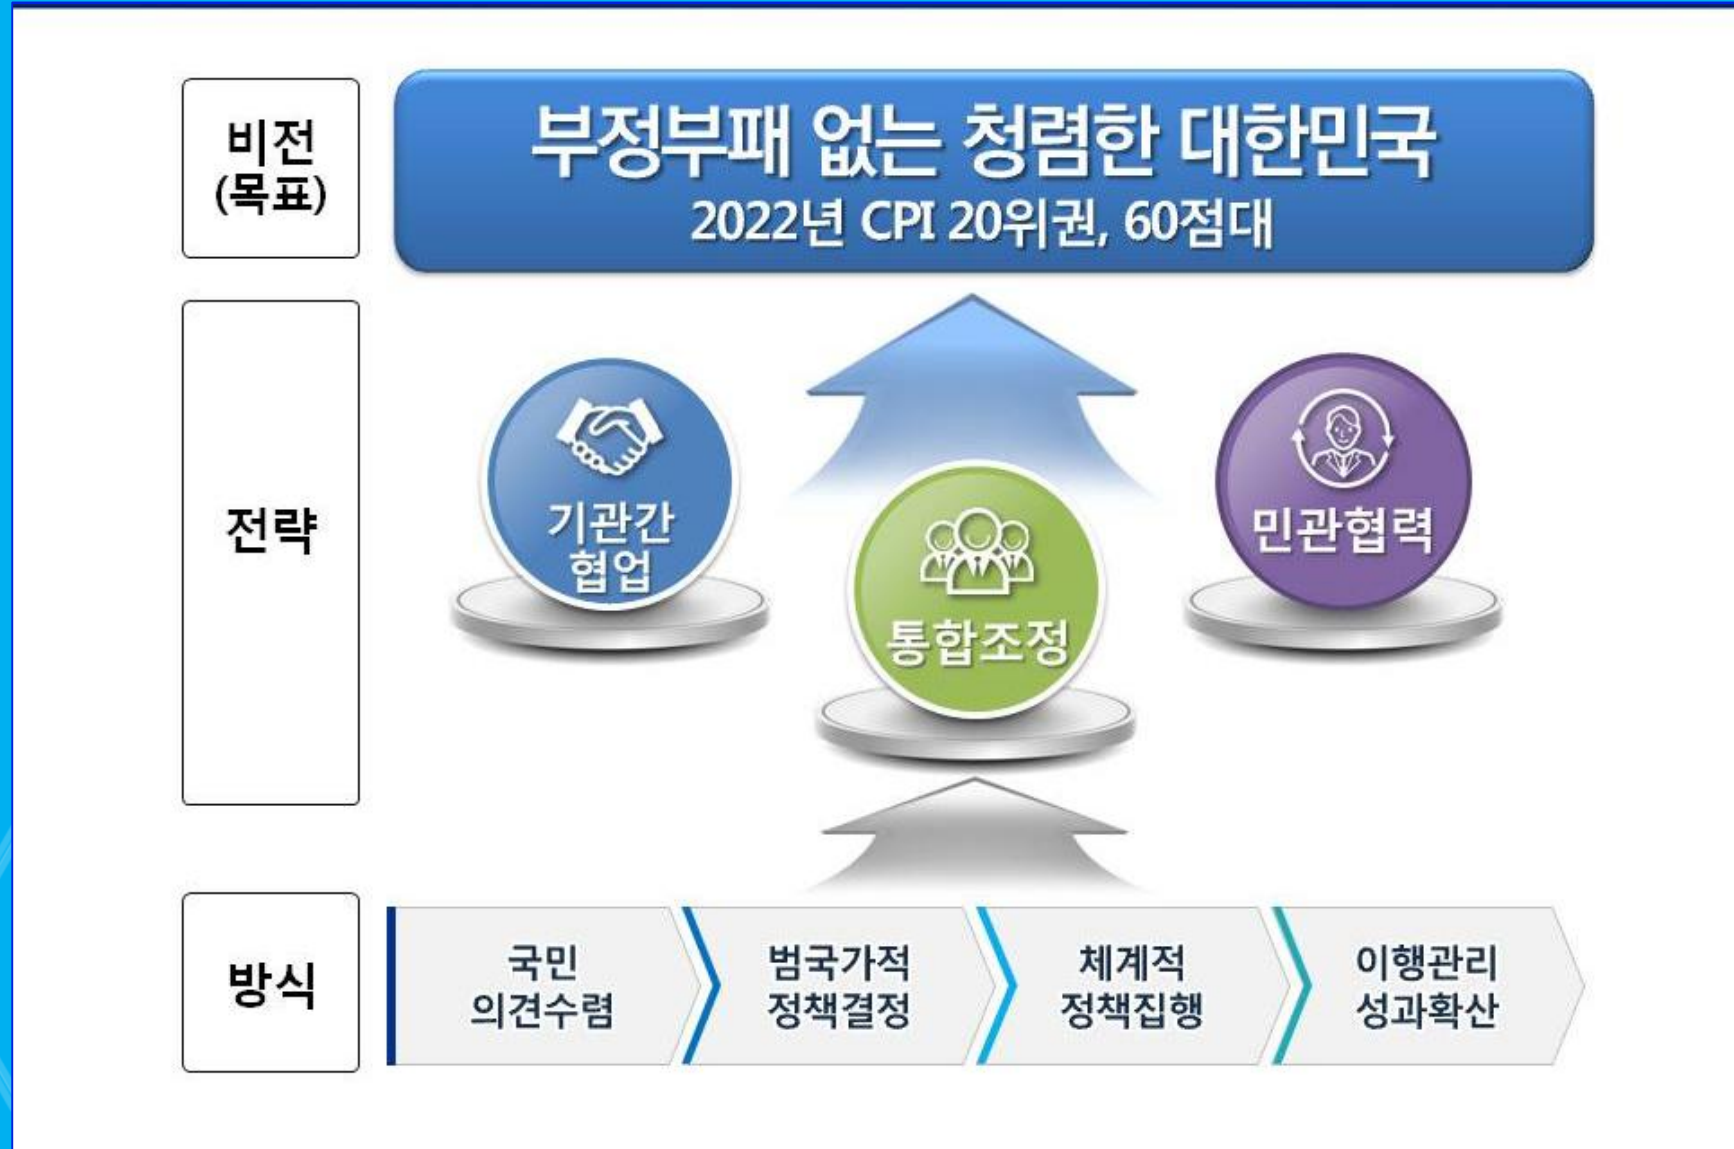 비전
(목표)
부정부패 없는 청렴한 대한민국
2022년 CPI 20위권, 60점대
전략
기관간
협업
통합조정
민관협력
방식
국민
의견수렴
범국가적
정책결정
체계적
정책집행
이행관리
성과확산